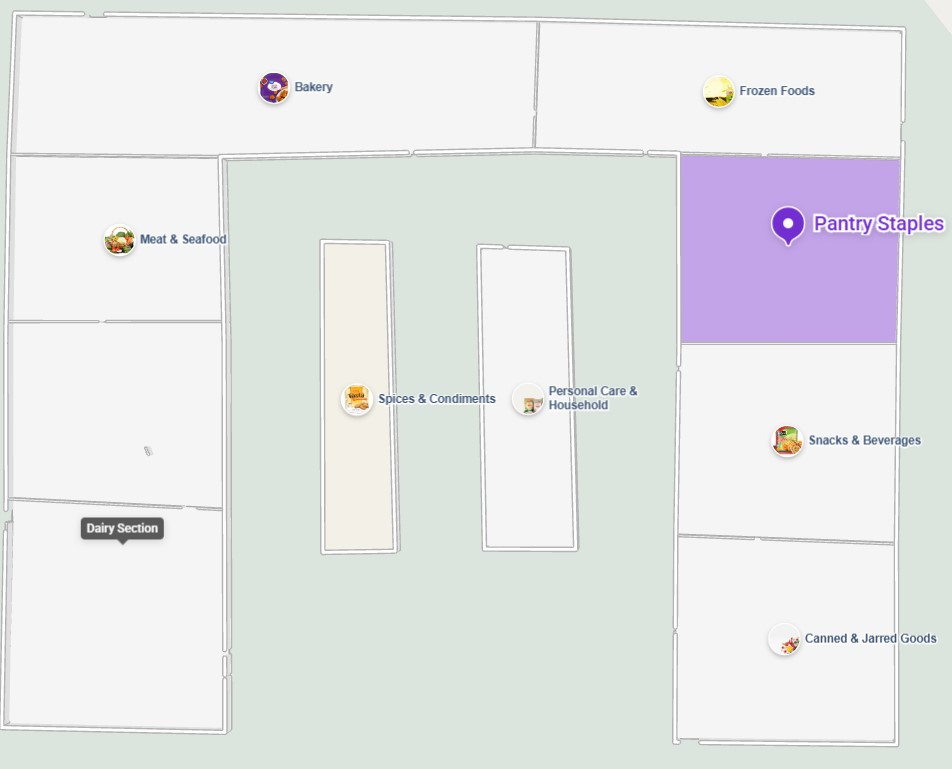 Bakery
Frozen Foods
Pantry Staples
Meat & Seafood
Spices & Condiments
Personal Care &
Household
Snacks & Beverages
Dairy Section
Canned & Jarred Goods